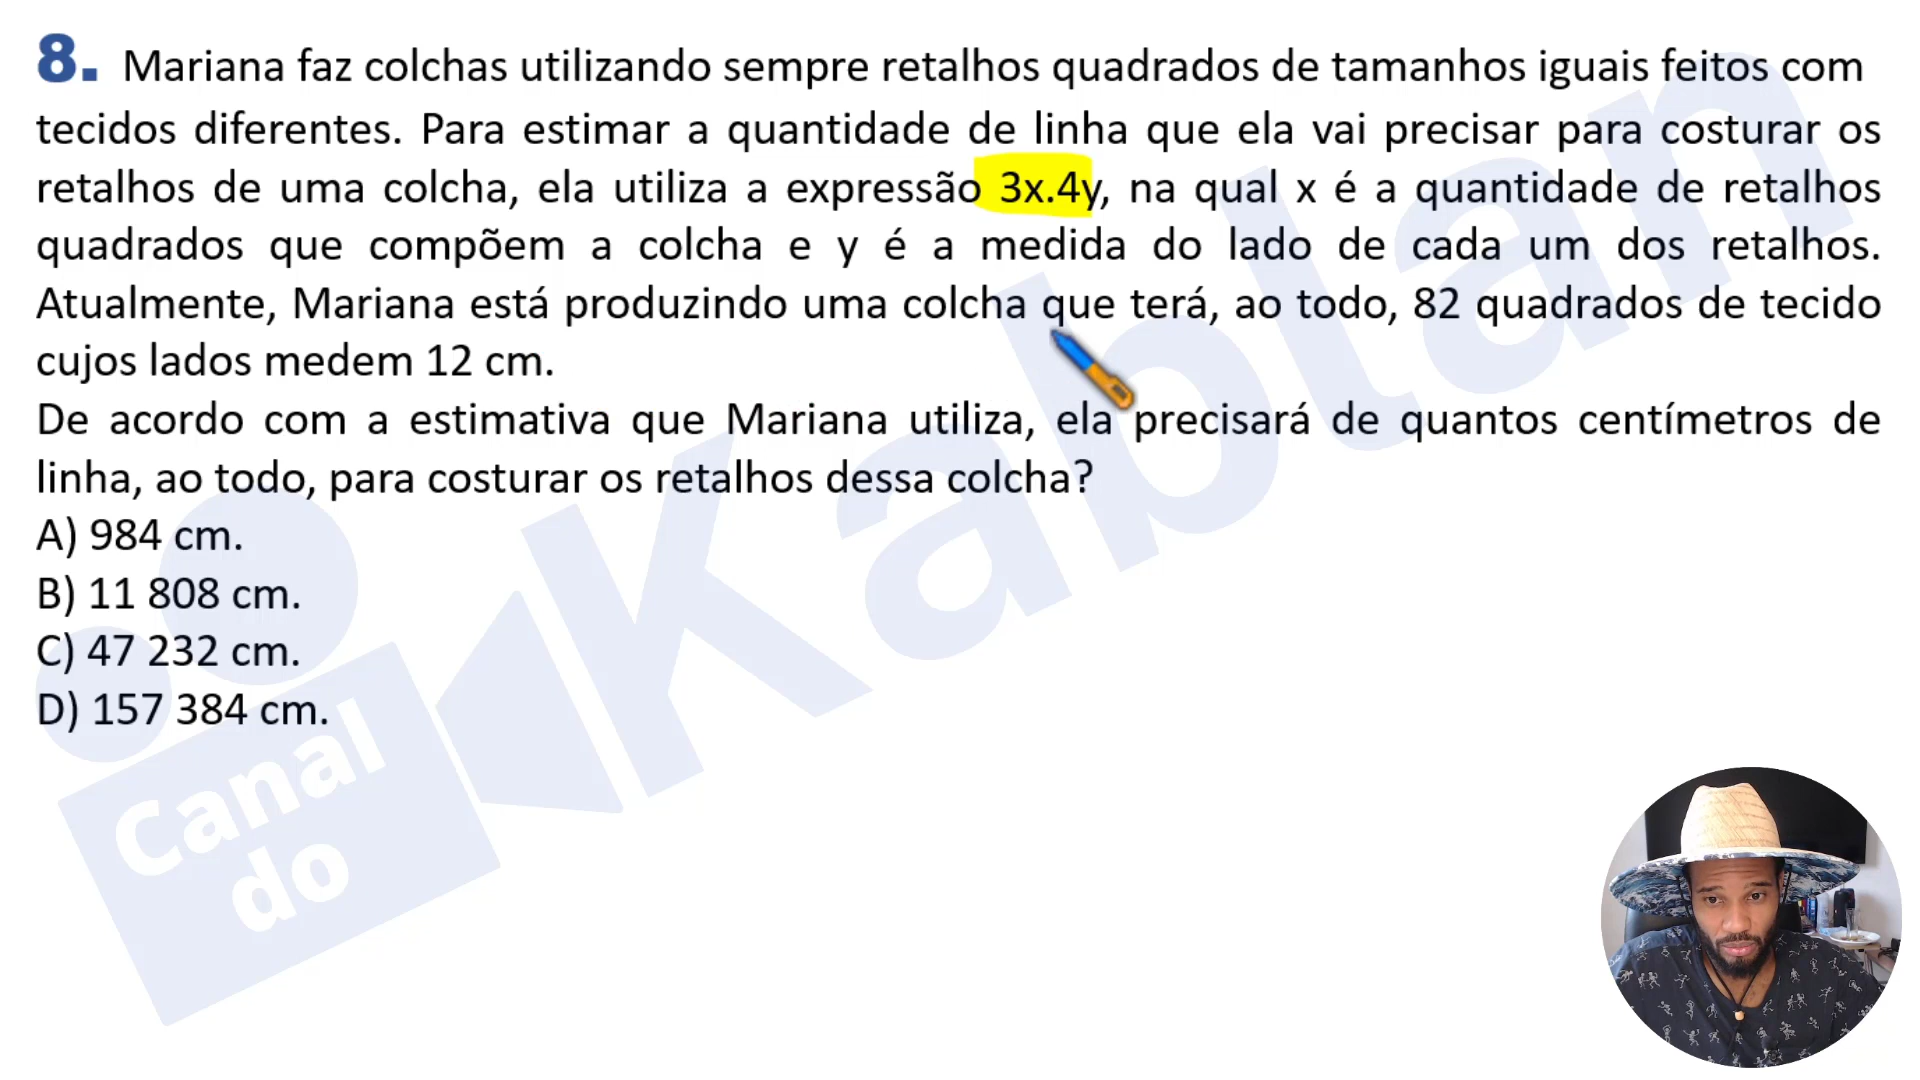 8. Mariana faz colchas utilizando sempre retalhos quadrados de tamanhos iguais feitos com
tecidos diferentes. Para estimar a quantidade de linha que ela vai precisar para costurar os
retalhos de uma colcha, ela utiliza a expressão 3x.4y, na qual x é a quantidade de retalhos
quadrados que compõem a colcha e y é a medida do lado de cada um dos retalhos.
Atualmente, Mariana está produzindo uma colcha que terá, ao todo, 82 quadrados de tecido
cujos lados medem 12 cm.
De acordo com a estimativa que Mariana utiliza, ela precisará de quantos centímetros de
linha, ao todo, para costurar os retalhos dessa colcha?
A) 984 cm.
B) 11 808 cm.
C) 47 232 cm.
D) 157 384 cm.
Canal
do
Kablan